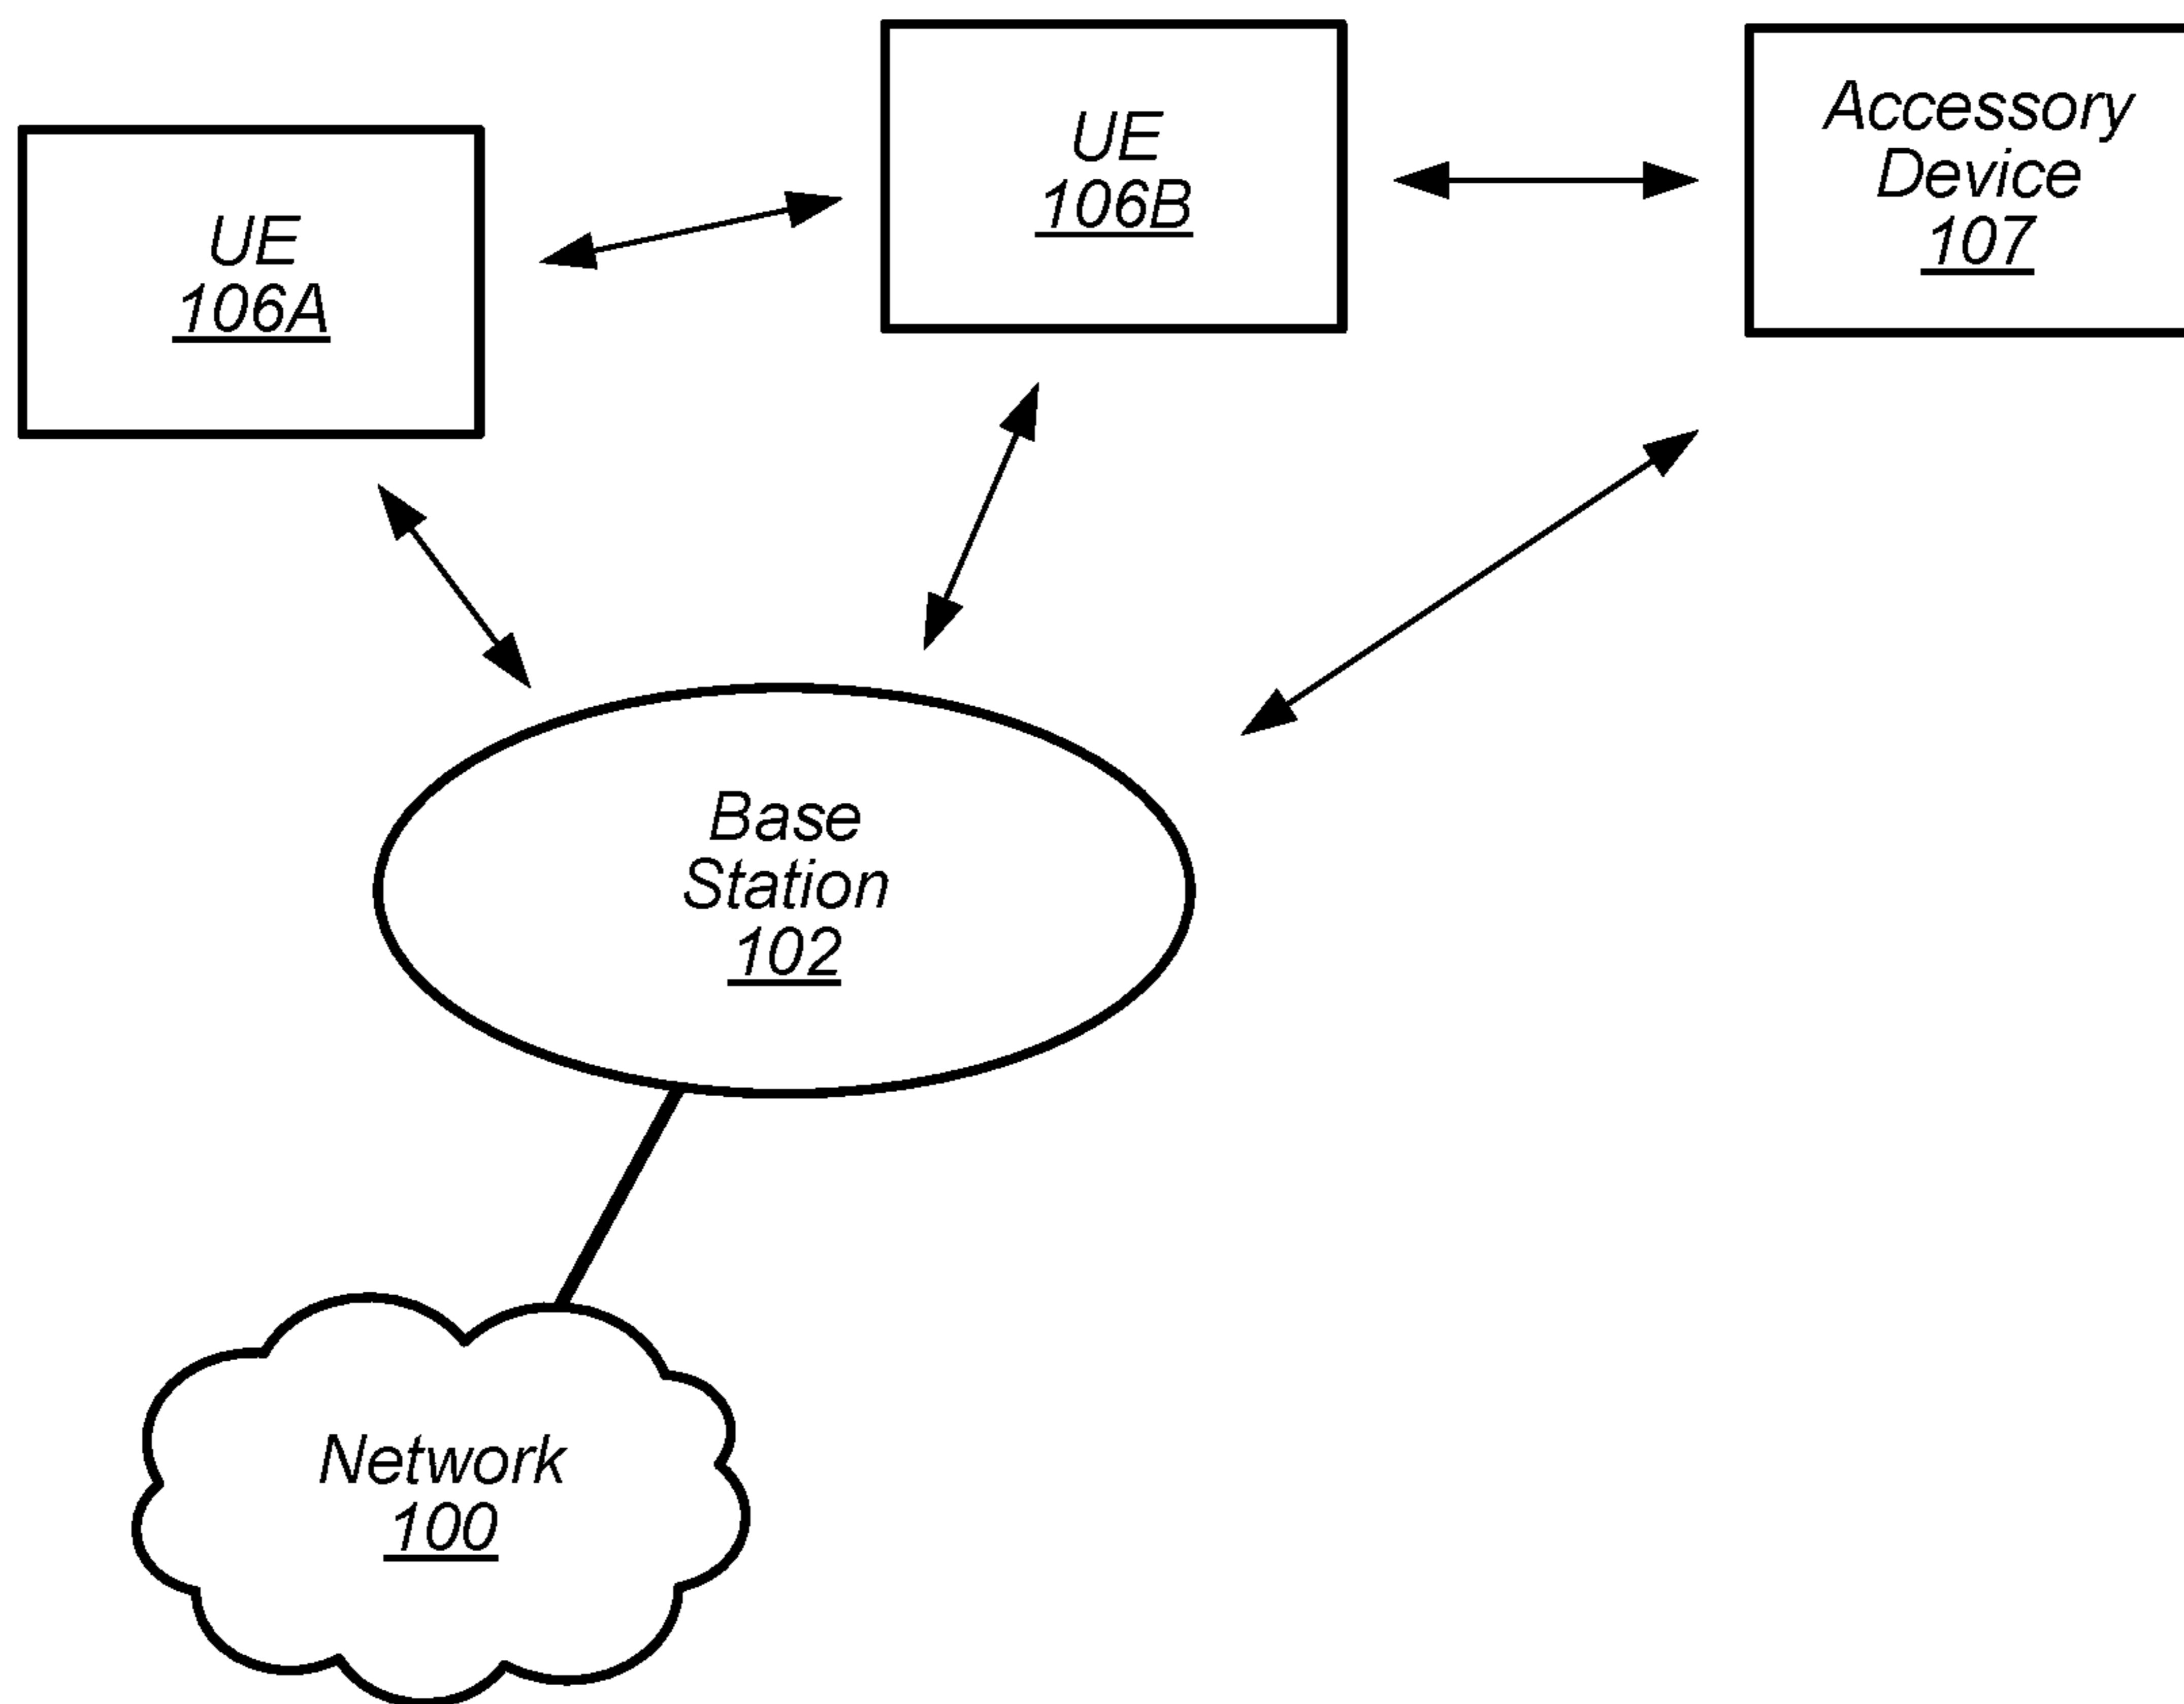 UE
106A
UE
106B
Accessory
Device
107
Base
Station
102
Network
100